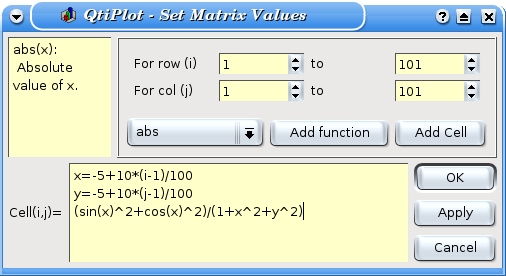 QtiPlot - Set Matrix Values
abs(x):
Absolute
value of x.
For row (i) 1 to 101
For col (j) 1 to 101
abs Add function Add Cell
Cell(i,j)=
x=-5+10*(i-1)/100
y=-5+10*(j-1)/100
(sin(x)^2+cos(x)^2)/(1+x^2+y^2)
OK
Apply
Cancel